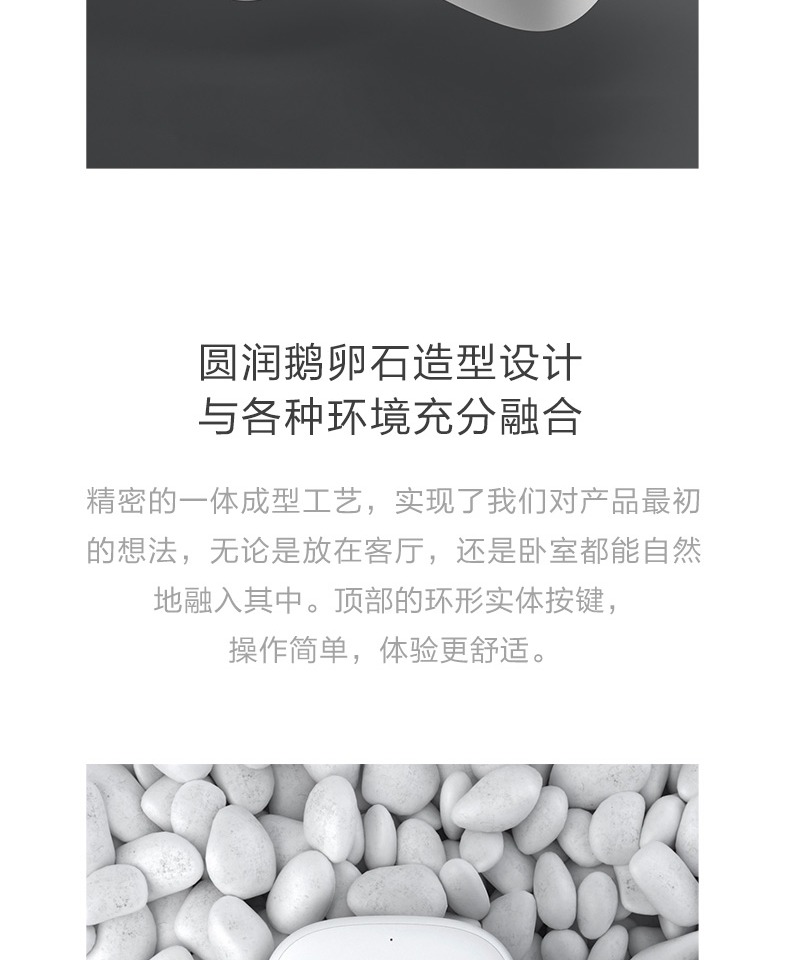 圆润鹅卵石造型设计
与各种环境充分融合
精密的一体成型工艺，实现了我们对产品最初
的想法，无论是放在客厅，还是卧室都能自然
地融入其中。顶部的环形实体按键，
操作简单，体验更舒适。